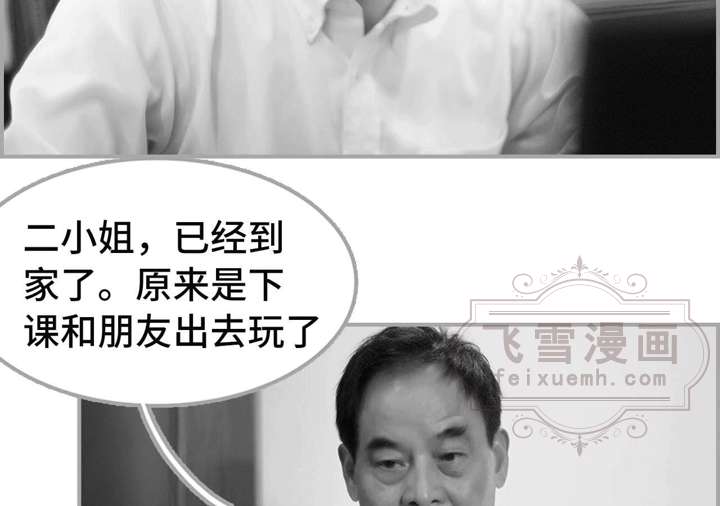 二小姐，已经到
家了。原来是下
课和朋友出去玩了
飞雪漫画
feixuemh.com